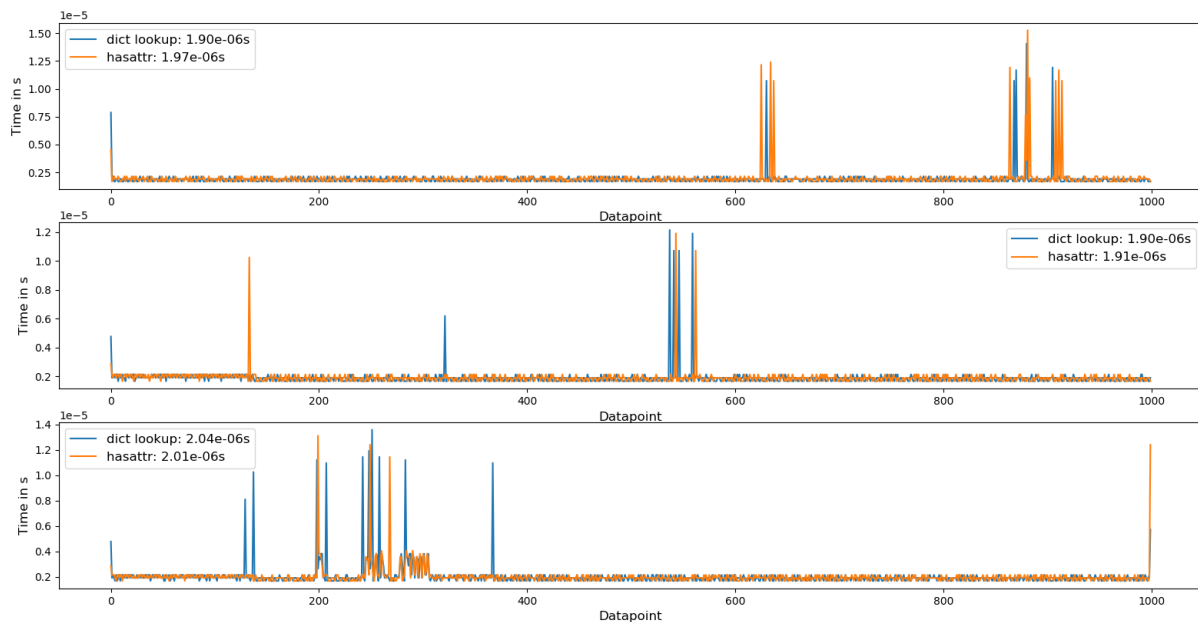 1e−5
1.50
1.25
1.00
0.75
0.50
0.25
Time in s
dict lookup: 1.90e-06s
hasattr: 1.97e-06s
0 200 400 600 800 1000
Datapoint
1e−5
1.2
1.0
0.8
0.6
0.4
0.2
Time in s
dict lookup: 1.90e-06s
hasattr: 1.91e-06s
0 200 400 600 800 1000
Datapoint
1e−5
1.4
1.2
1.0
0.8
0.6
0.4
0.2
Time in s
dict lookup: 2.04e-06s
hasattr: 2.01e-06s
0 200 400 600 800 1000
Datapoint